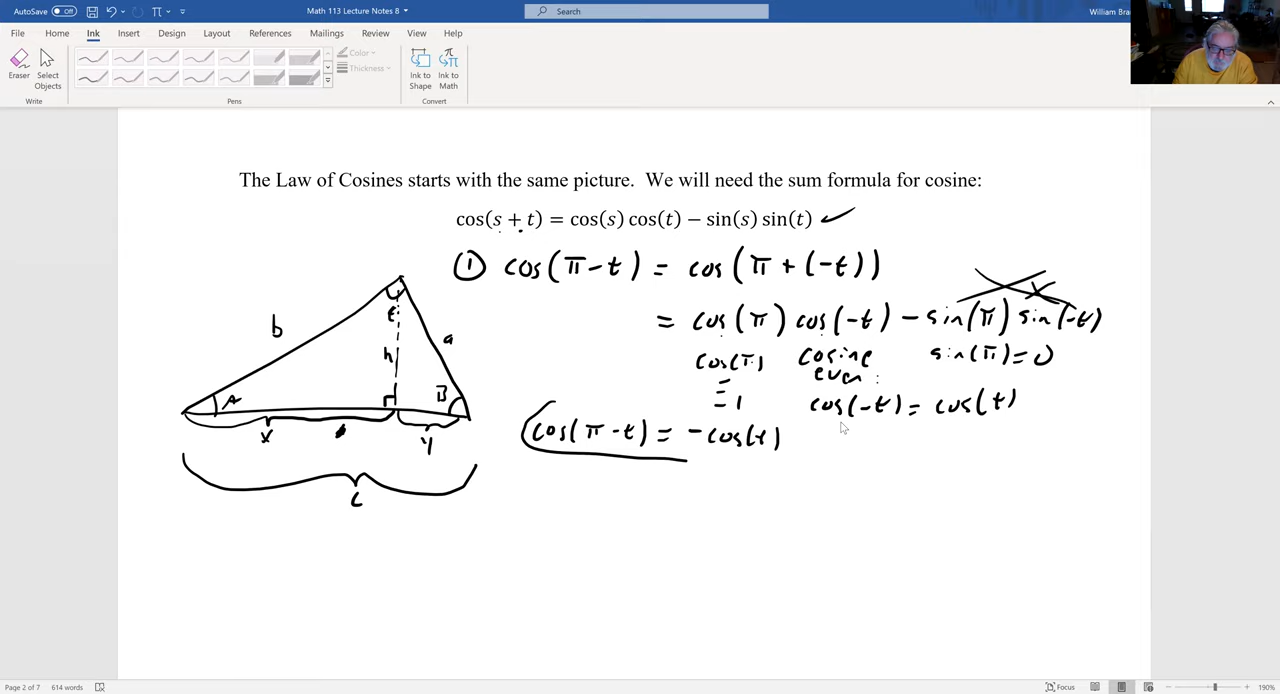 AutoSave Off
Math 113 Lecture Notes 8
Search
William Bra
File Home Ink Insert Design Layout References Mailings Review View Help
Eraser
Select Objects
Color
Thickness
Ink to Shape
Ink to Math
Write
Pens
Convert
The Law of Cosines starts with the same picture. We will need the sum formula for cosine:
cos(s + t) = cos(s) cos(t) − sin(s) sin(t)
① cos(π - t) = cos(π + (-t))
= cos(π) cos(-t) - sin(π) sin(-t)
cos(π)
= -1
cosine even:
sin(π) = 0
cos(-t) = cos(t)
cos(π - t) = -cos(t)
b
h
a
A
B
x
y
Page 2 of 7 614 words
Focus
190%